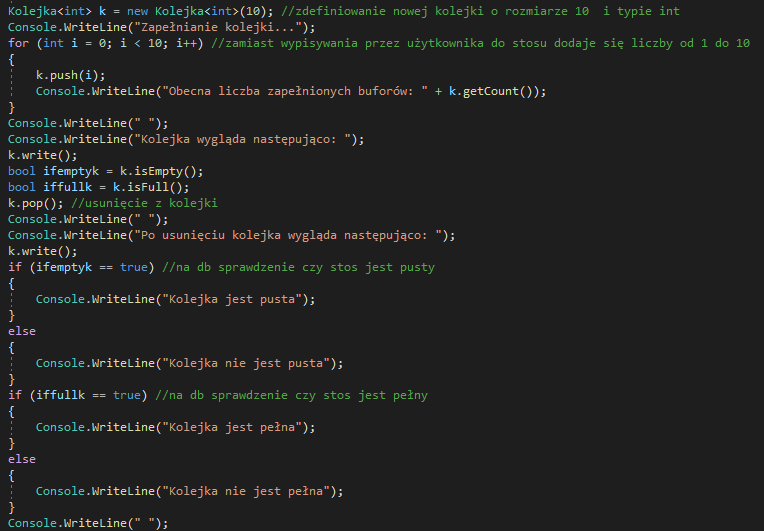 Kolejka<int> k = new Kolejka<int>(10); //zdefiniowanie nowej kolejki o rozmiarze 10  i typie int
Console.WriteLine("Zapełnianie kolejki...");
for (int i = 0; i < 10; i++) //zamiast wypisywania przez użytkownika do stosu dodaje się liczby od 1 do 10
{
    k.push(i);
    Console.WriteLine("Obecna liczba zapełnionych buforów: " + k.getCount());
}
Console.WriteLine(" ");
Console.WriteLine("Kolejka wygląda następująco: ");
k.write();
bool ifemptyk = k.isEmpty();
bool iffullk = k.isFull();
k.pop(); //usunięcie z kolejki
Console.WriteLine(" ");
Console.WriteLine("Po usunięciu kolejka wygląda następująco: ");
k.write();
if (ifemptyk == true) //na db sprawdzenie czy stos jest pusty
{
    Console.WriteLine("Kolejka jest pusta");
}
else
{
    Console.WriteLine("Kolejka nie jest pusta");
}
if (iffullk == true) //na db sprawdzenie czy stos jest pełny
{
    Console.WriteLine("Kolejka jest pełna");
}
else
{
    Console.WriteLine("Kolejka nie jest pełna");
}
Console.WriteLine(" ");